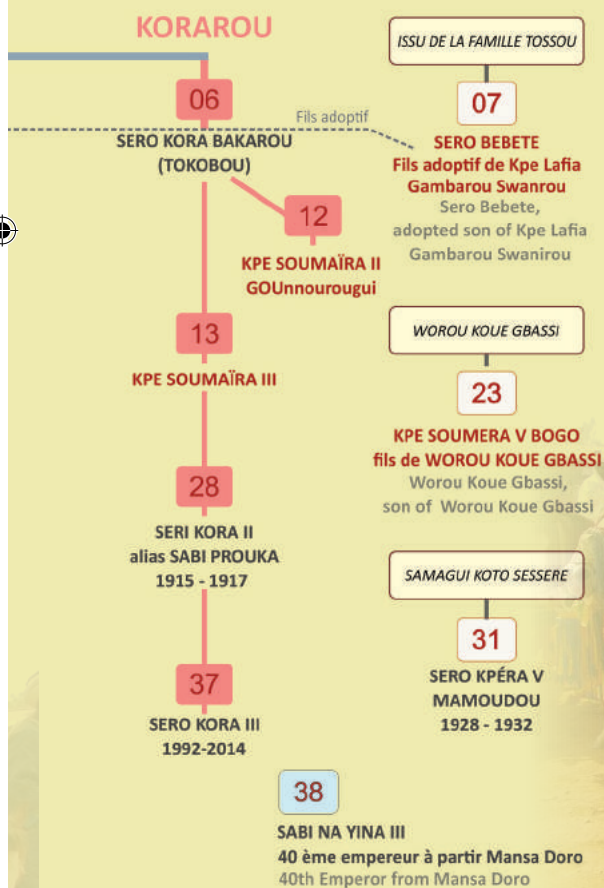 KORAROU
06
Fils adoptif
SERO KORA BAKAROU
(TOKOBOU)
12
KPE SOUMAÏRA II
GOUnnourougui
13
KPE SOUMAÏRA III
28
SERI KORA II
alias SABI PROUKA
1915 - 1917
37
SERO KORA III
1992-2014
ISSU DE LA FAMILLE TOSSOU
07
SERO BEBETE
Fils adoptif de Kpe Lafia
Gambarou Swanrou
Sero Bebete,
adopted son of Kpe Lafia
Gambarou Swanirou
WOROU KOUE GBASSI
23
KPE SOUMERA V BOGO
fils de WOROU KOUE GBASSI
Worou Koue Gbassi,
son of Worou Koue Gbassi
SAMAGUI KOTO SESSERE
31
SERO KPÉRA V
MAMOUDOU
1928 - 1932
38
SABI NA YINA III
40 ème empereur à partir Mansa Doro
40th Emperor from Mansa Doro